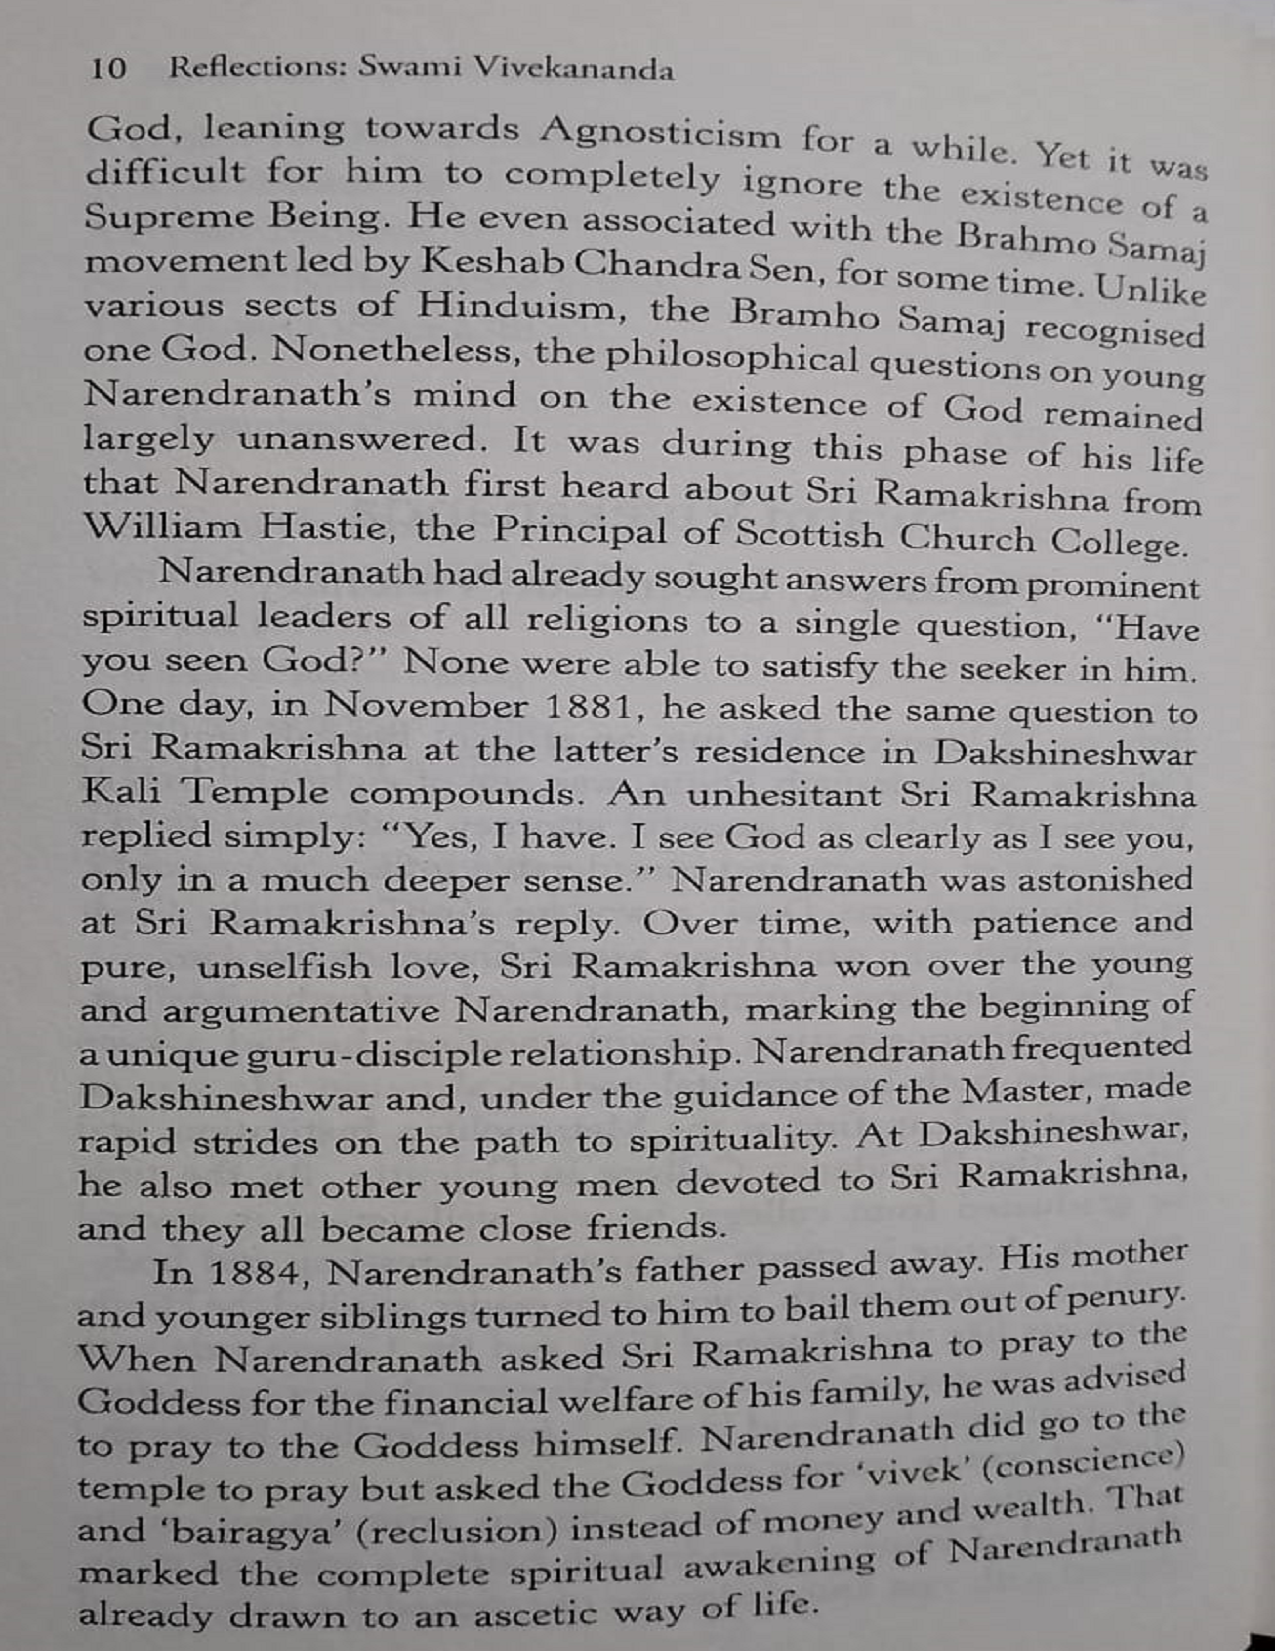 10 Reflections: Swami Vivekananda
God, leaning towards Agnosticism for a while. Yet it was
difficult for him to completely ignore the existence of a
Supreme Being. He even associated with the Brahmo Samaj
movement led by Keshab Chandra Sen, for some time. Unlike
various sects of Hinduism, the Bramho Samaj recognised
one God. Nonetheless, the philosophical questions on young
Narendranath's mind on the existence of God remained
largely unanswered. It was during this phase of his life
that Narendranath first heard about Sri Ramakrishna from
William Hastie, the Principal of Scottish Church College.
Narendranath had already sought answers from prominent
spiritual leaders of all religions to a single question, "Have
you seen God?" None were able to satisfy the seeker in him.
One day, in November 1881, he asked the same question to
Sri Ramakrishna at the latter's residence in Dakshineshwar
Kali Temple compounds. An unhesitant Sri Ramakrishna
replied simply: "Yes, I have. I see God as clearly as I see you,
only in a much deeper sense." Narendranath was astonished
at Sri Ramakrishna's reply. Over time, with patience and
pure, unselfish love, Sri Ramakrishna won over the young
and argumentative Narendranath, marking the beginning of
a unique guru-disciple relationship. Narendranath frequented
Dakshineshwar and, under the guidance of the Master, made
rapid strides on the path to spirituality. At Dakshineshwar,
he also met other young men devoted to Sri Ramakrishna,
and they all became close friends.
In 1884, Narendranath's father passed away. His mother
and younger siblings turned to him to bail them out of penury.
When Narendranath asked Sri Ramakrishna to pray to the
Goddess for the financial welfare of his family, he was advised
to pray to the Goddess himself. Narendranath did go to the
temple to pray but asked the Goddess for 'vivek' (conscience)
and 'bairagya' (reclusion) instead of money and wealth. That
marked the complete spiritual awakening of Narendranath
already drawn to an ascetic way of life.